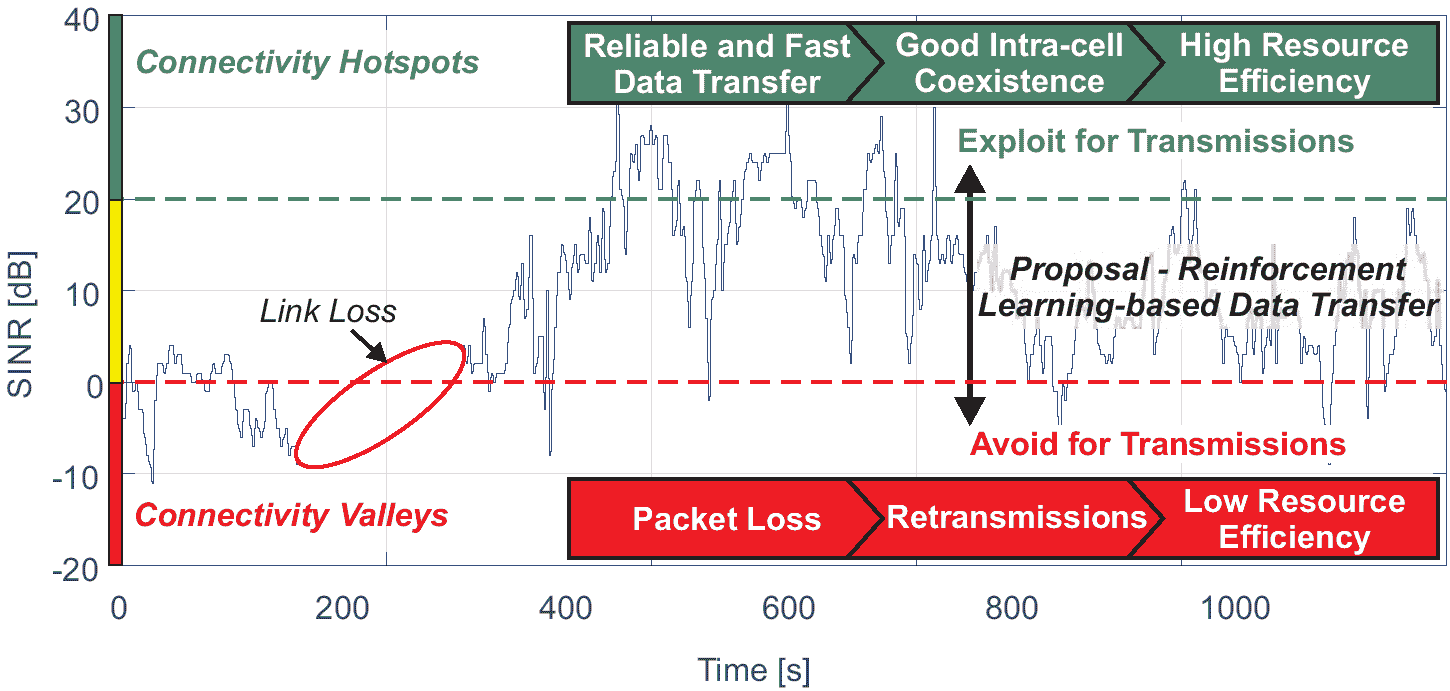 40
Connectivity Hotspots
Reliable and Fast
Data Transfer
Good Intra-cell
Coexistence
High Resource
Efficiency
30
Exploit for Transmissions
20
SINR [dB]
Proposal - Reinforcement
Learning-based Data Transfer
10
Link Loss
0
Avoid for Transmissions
-10
Connectivity Valleys
Packet Loss
Retransmissions
Low Resource
Efficiency
-20
0 200 400 600 800 1000
Time [s]